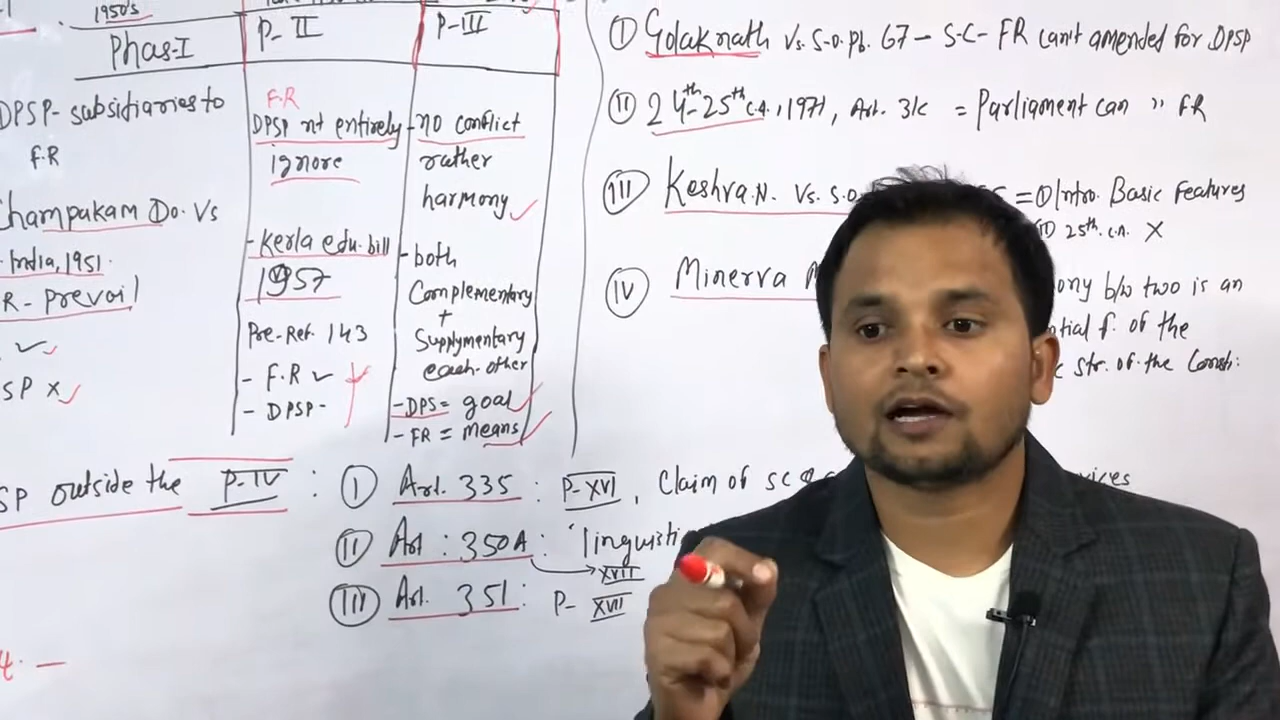 1950's
Phas-I
P- II
P-III
DPSP- subsidiaries to
F.R
Champakam Do. Vs
India, 1951.
R - Prevail
SP x
F.R
DPSP nt entirely
ignore
- Kerla edu. bill
1957
Pre-Ref. 143
- F.R ✓
- DPSP -
- no conflict
rather
harmony
- both
Complementary
+
Supplymentary
each-other
- DPS = goal
- FR = means
I Golaknath Vs. S.o.Pb. 67 - S.C - FR can't amended for DPSP
II 24th-25th C.A., 1971, Art. 31c = Parliament can " FR
III Keshva.N. Vs. S.O = I Intro. Basic Features
II 25th. C.A. X
IV Minerva
ony b/w two is an
tial f. of the
str. of the Const:
SP outside the P-IV : I Art. 335 : P-XVI, Claim of SC
II Art : 350A : 'linguisti
XVII
III Art. 351 : P- XVII